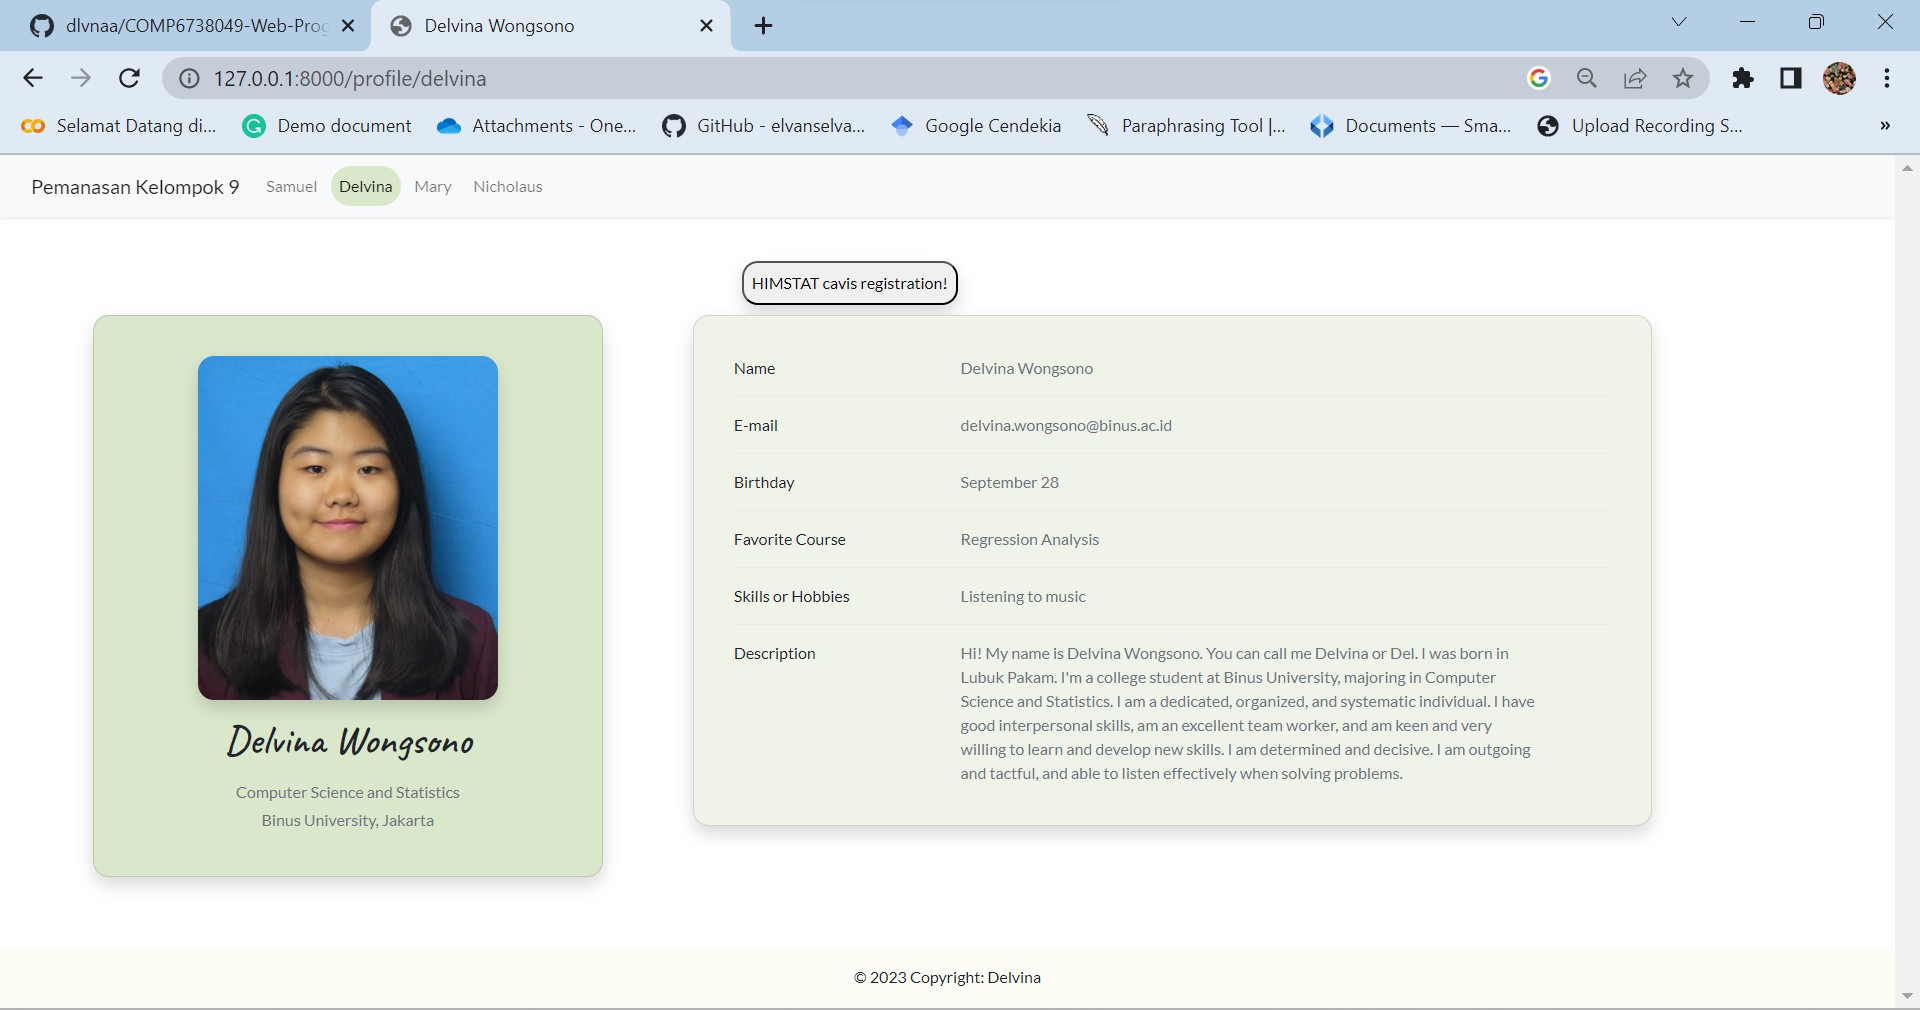 dlvnaa/COMP6738049-Web-Prog
Delvina Wongsono
127.0.0.1:8000/profile/delvina
Selamat Datang di...
Demo document
Attachments - One...
GitHub - elvanselva...
Google Cendekia
Paraphrasing Tool |...
Documents — Sma...
Upload Recording S...
»
Pemanasan Kelompok 9
Samuel
Delvina
Mary
Nicholaus
HIMSTAT cavis registration!
Delvina Wongsono
Computer Science and Statistics
Binus University, Jakarta
Name Delvina Wongsono
E-mail delvina.wongsono@binus.ac.id
Birthday September 28
Favorite Course Regression Analysis
Skills or Hobbies Listening to music
Description Hi! My name is Delvina Wongsono. You can call me Delvina or Del. I was born in
Lubuk Pakam. I'm a college student at Binus University, majoring in Computer
Science and Statistics. I am a dedicated, organized, and systematic individual. I have
good interpersonal skills, am an excellent team worker, and am keen and very
willing to learn and develop new skills. I am determined and decisive. I am outgoing
and tactful, and able to listen effectively when solving problems.
© 2023 Copyright: Delvina